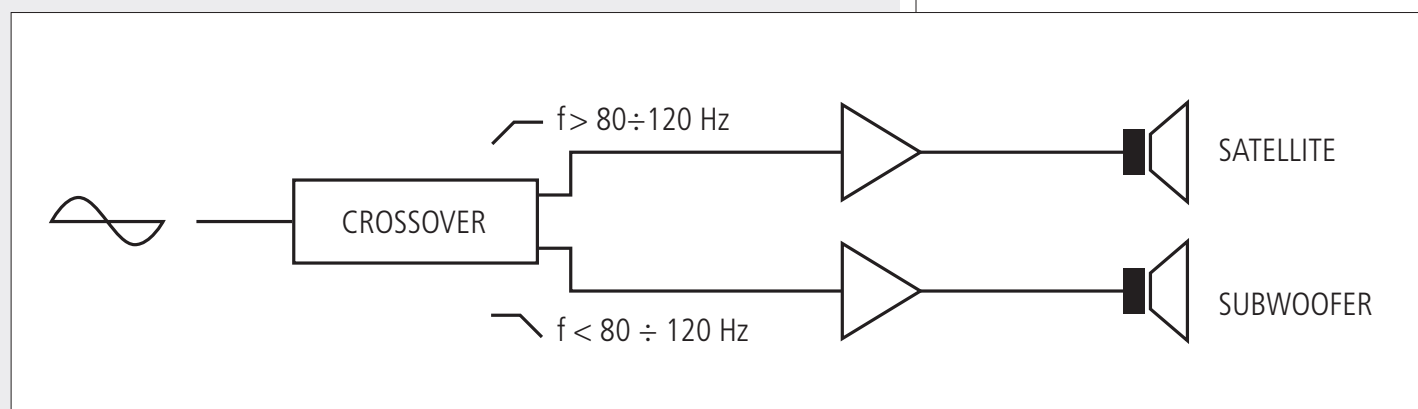 f > 80÷120 Hz
SATELLITE
CROSSOVER
SUBWOOFER
f < 80 ÷ 120 Hz